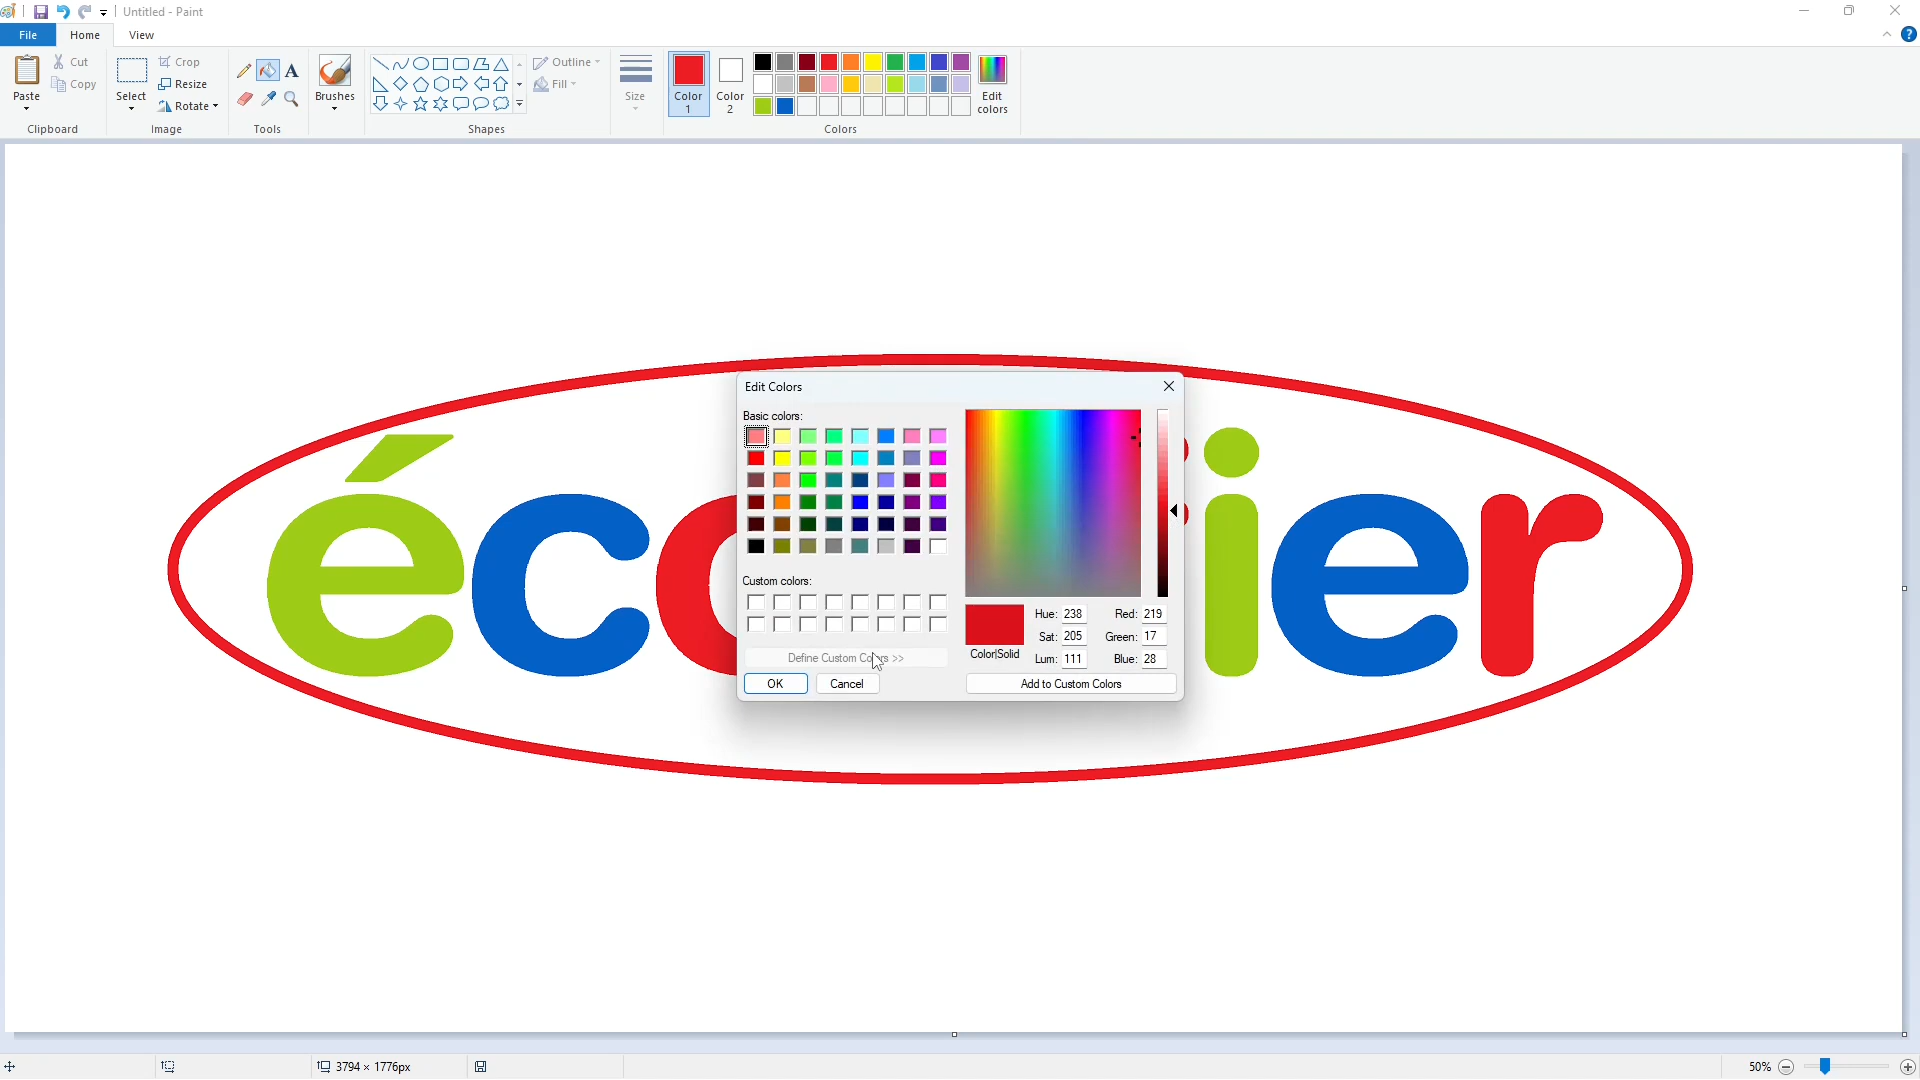 Untitled - Paint
File Home View
Paste
Cut
Copy
Clipboard
Select
Crop
Resize
Rotate
Image
Tools
Brushes
Shapes
Outline
Fill
Size
Color 1
Color 2
Edit colors
Colors
Edit Colors
Basic colors:
Custom colors:
Define Custom Colors >>
OK Cancel
Color|Solid
Hue: 238 Red: 219
Sat: 205 Green: 17
Lum: 111 Blue: 28
Add to Custom Colors
3794 × 1776px
50%